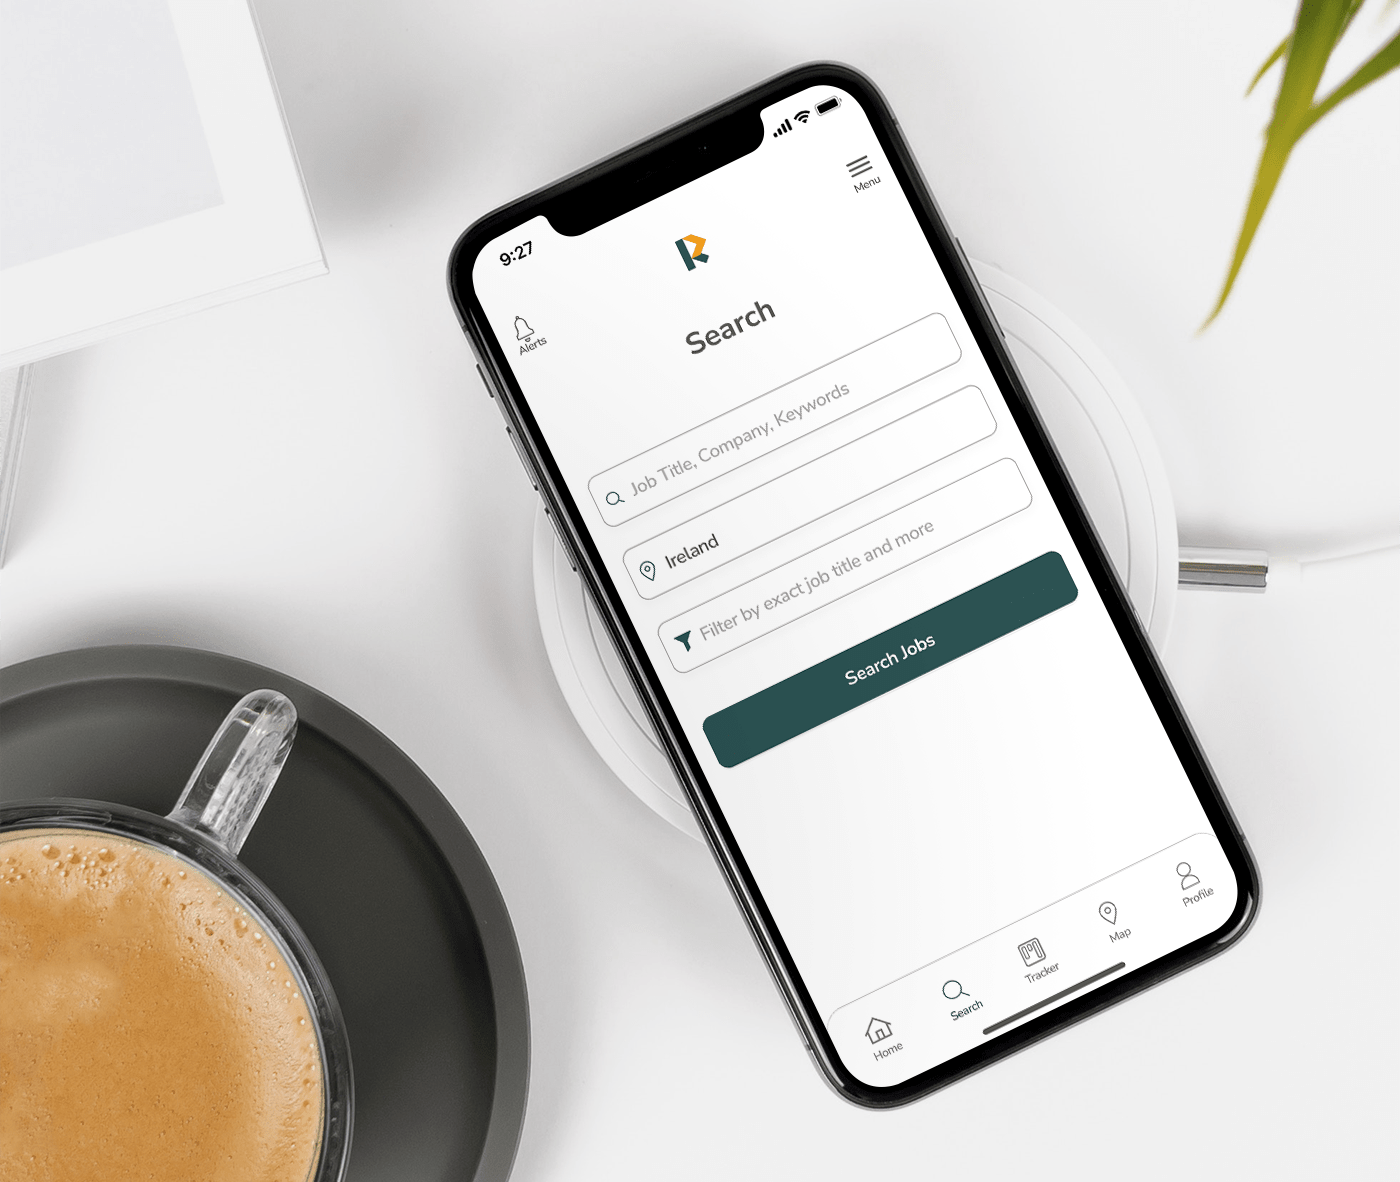 9:27
Menu
Alerts
Search
Job Title, Company, Keywords
Ireland
Filter by exact job title and more
Search Jobs
Home
Search
Tracker
Map
Profile